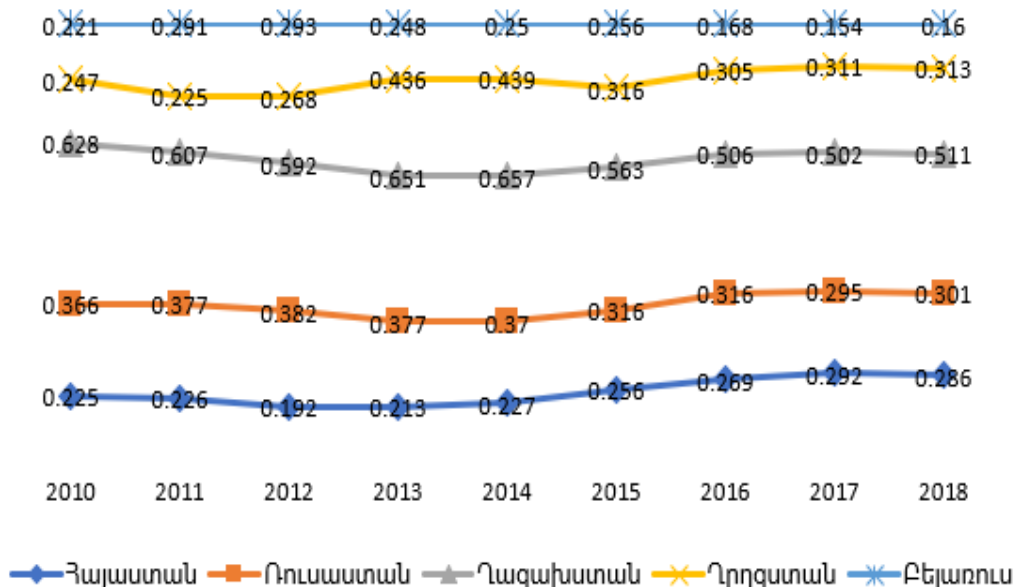 0.221 0.291 0.293 0.248 0.25 0.256 0.168 0.154 0.16
0.247 0.225 0.268 0.436 0.439 0.316 0.305 0.311 0.313
0.628 0.607 0.592 0.651 0.657 0.563 0.506 0.502 0.511
0.366 0.377 0.382 0.377 0.37 0.316 0.316 0.295 0.301
0.225 0.226 0.192 0.213 0.227 0.256 0.269 0.292 0.286
2010 2011 2012 2013 2014 2015 2016 2017 2018
Հայաստան Ռուսաստան Ղազախստան Ղրղզստան Բելառուս